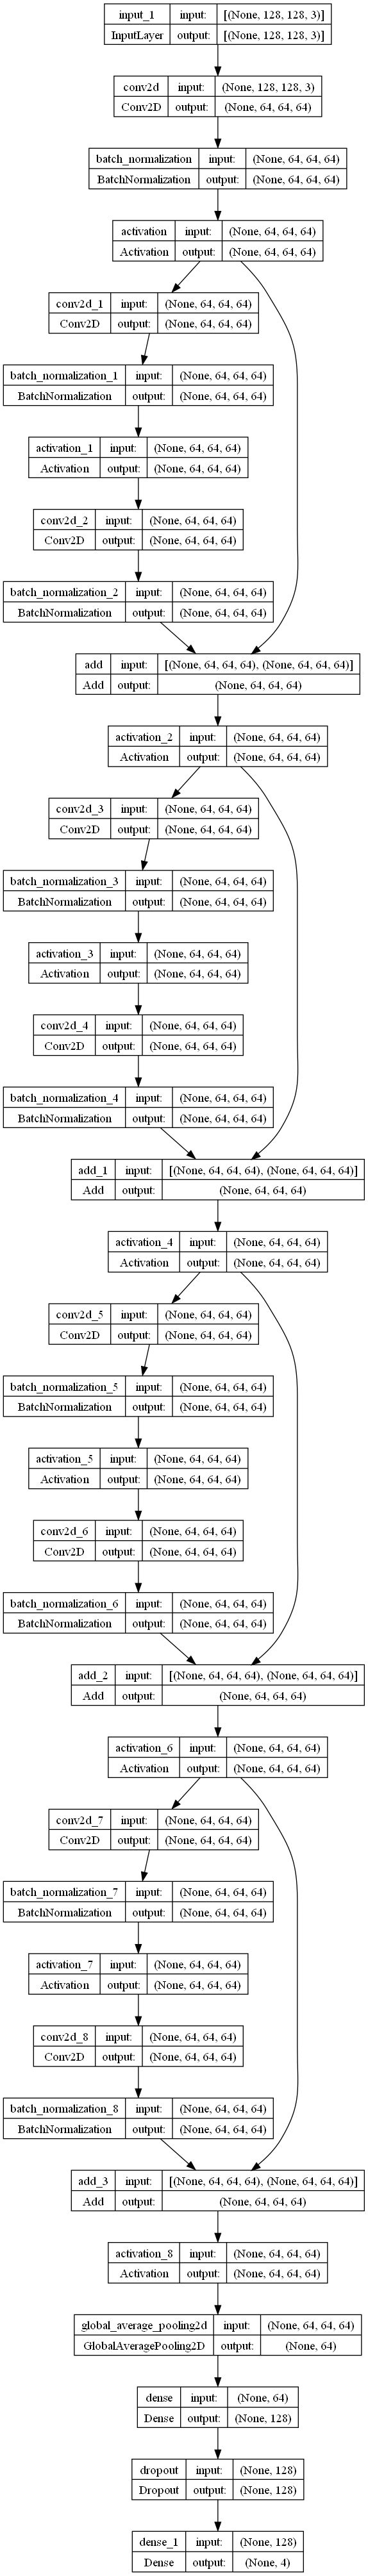 input_1 input: [(None, 128, 128, 3)]
InputLayer output: [(None, 128, 128, 3)]
conv2d input: (None, 128, 128, 3)
Conv2D output: (None, 64, 64, 64)
batch_normalization input: (None, 64, 64, 64)
BatchNormalization output: (None, 64, 64, 64)
activation input: (None, 64, 64, 64)
Activation output: (None, 64, 64, 64)
conv2d_1 input: (None, 64, 64, 64)
Conv2D output: (None, 64, 64, 64)
batch_normalization_1 input: (None, 64, 64, 64)
BatchNormalization output: (None, 64, 64, 64)
activation_1 input: (None, 64, 64, 64)
Activation output: (None, 64, 64, 64)
conv2d_2 input: (None, 64, 64, 64)
Conv2D output: (None, 64, 64, 64)
batch_normalization_2 input: (None, 64, 64, 64)
BatchNormalization output: (None, 64, 64, 64)
add input: [(None, 64, 64, 64), (None, 64, 64, 64)]
Add output: (None, 64, 64, 64)
activation_2 input: (None, 64, 64, 64)
Activation output: (None, 64, 64, 64)
conv2d_3 input: (None, 64, 64, 64)
Conv2D output: (None, 64, 64, 64)
batch_normalization_3 input: (None, 64, 64, 64)
BatchNormalization output: (None, 64, 64, 64)
activation_3 input: (None, 64, 64, 64)
Activation output: (None, 64, 64, 64)
conv2d_4 input: (None, 64, 64, 64)
Conv2D output: (None, 64, 64, 64)
batch_normalization_4 input: (None, 64, 64, 64)
BatchNormalization output: (None, 64, 64, 64)
add_1 input: [(None, 64, 64, 64), (None, 64, 64, 64)]
Add output: (None, 64, 64, 64)
activation_4 input: (None, 64, 64, 64)
Activation output: (None, 64, 64, 64)
conv2d_5 input: (None, 64, 64, 64)
Conv2D output: (None, 64, 64, 64)
batch_normalization_5 input: (None, 64, 64, 64)
BatchNormalization output: (None, 64, 64, 64)
activation_5 input: (None, 64, 64, 64)
Activation output: (None, 64, 64, 64)
conv2d_6 input: (None, 64, 64, 64)
Conv2D output: (None, 64, 64, 64)
batch_normalization_6 input: (None, 64, 64, 64)
BatchNormalization output: (None, 64, 64, 64)
add_2 input: [(None, 64, 64, 64), (None, 64, 64, 64)]
Add output: (None, 64, 64, 64)
activation_6 input: (None, 64, 64, 64)
Activation output: (None, 64, 64, 64)
conv2d_7 input: (None, 64, 64, 64)
Conv2D output: (None, 64, 64, 64)
batch_normalization_7 input: (None, 64, 64, 64)
BatchNormalization output: (None, 64, 64, 64)
activation_7 input: (None, 64, 64, 64)
Activation output: (None, 64, 64, 64)
conv2d_8 input: (None, 64, 64, 64)
Conv2D output: (None, 64, 64, 64)
batch_normalization_8 input: (None, 64, 64, 64)
BatchNormalization output: (None, 64, 64, 64)
add_3 input: [(None, 64, 64, 64), (None, 64, 64, 64)]
Add output: (None, 64, 64, 64)
activation_8 input: (None, 64, 64, 64)
Activation output: (None, 64, 64, 64)
global_average_pooling2d input: (None, 64, 64, 64)
GlobalAveragePooling2D output: (None, 64)
dense input: (None, 64)
Dense output: (None, 128)
dropout input: (None, 128)
Dropout output: (None, 128)
dense_1 input: (None, 128)
Dense output: (None, 4)